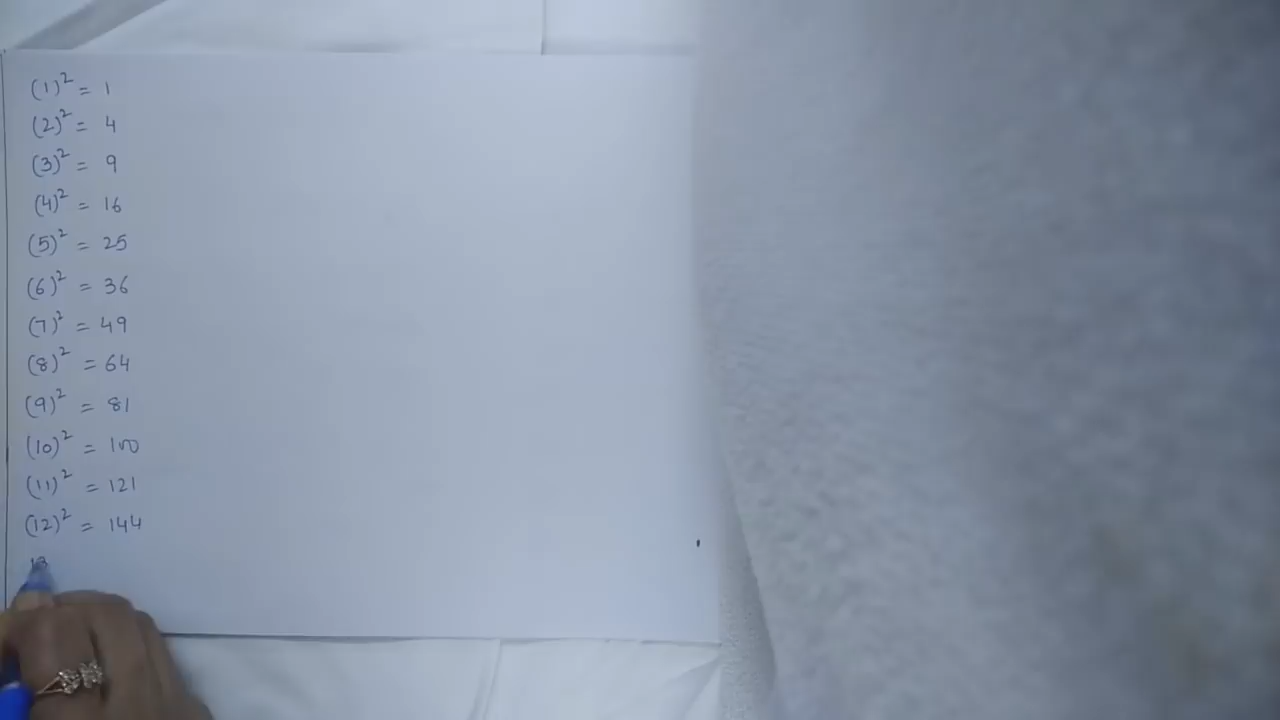 (1)² = 1
(2)² = 4
(3)² = 9
(4)² = 16
(5)² = 25
(6)² = 36
(7)² = 49
(8)² = 64
(9)² = 81
(10)² = 100
(11)² = 121
(12)² = 144
13